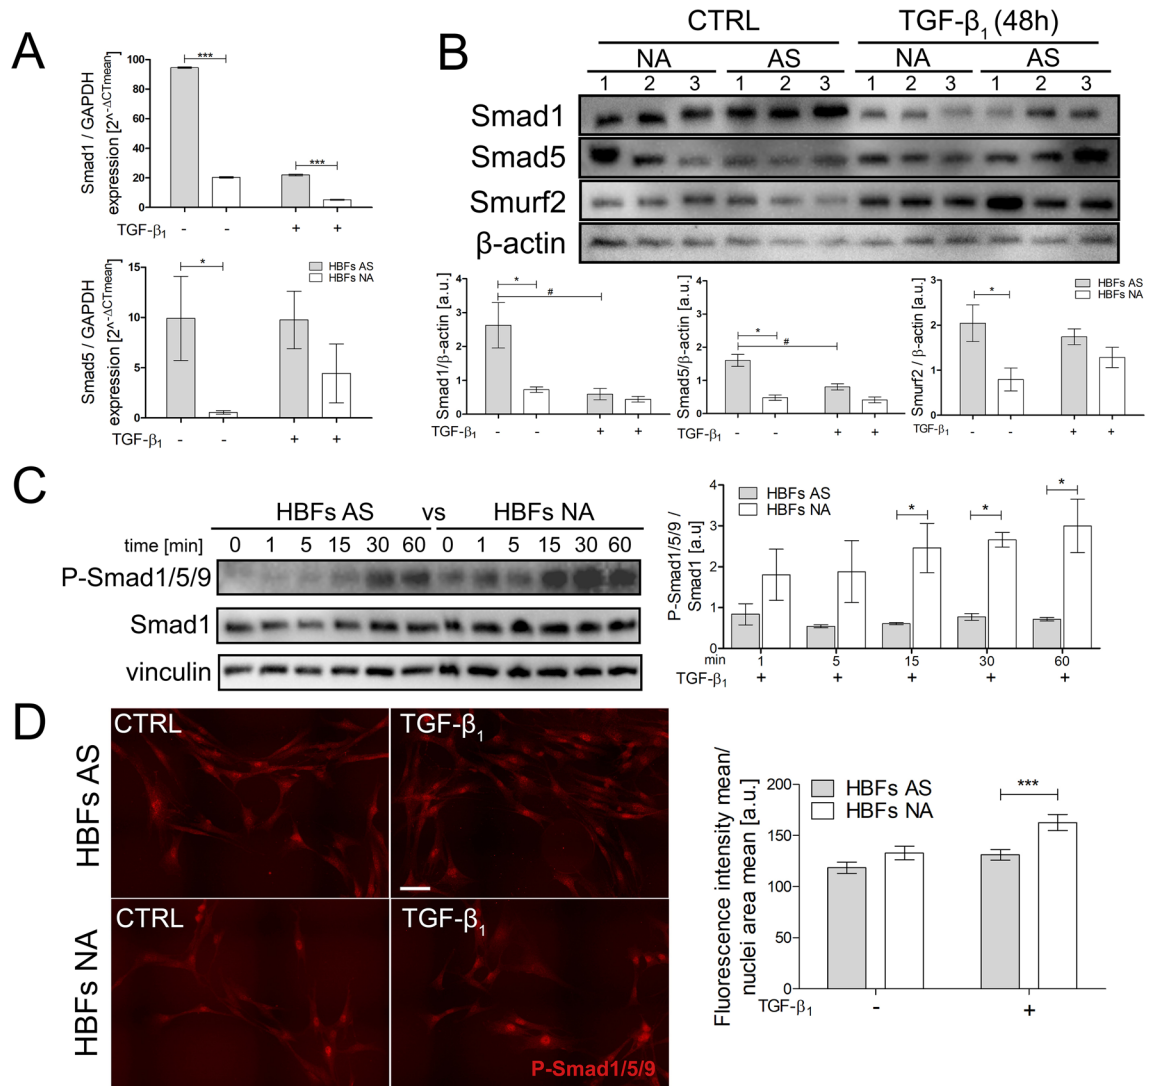 A
Smad1 / GAPDH
expression [2^-ΔCTmean]
100
80
60
40
20
0
***
***
TGF-β1 - - + +
Smad5 / GAPDH
expression [2^-ΔCTmean]
15
10
5
0
*
HBFs AS
HBFs NA
TGF-β1 - - + +
B
CTRL TGF-β1 (48h)
NA AS NA AS
1 2 3 1 2 3 1 2 3 1 2 3
Smad1
Smad5
Smurf2
β-actin
Smad1/β-actin [a.u.]
4
3
2
1
0
*
#
TGF-β1 - - + +
Smad5/β-actin [a.u.]
4
3
2
1
0
*
#
TGF-β1 - - + +
Smurf2 / β-actin [a.u.]
3
2
1
0
*
HBFs AS
HBFs NA
TGF-β1 - - + +
C
HBFs AS vs HBFs NA
time [min] 0 1 5 15 30 60 0 1 5 15 30 60
P-Smad1/5/9
Smad1
vinculin
P-Smad1/5/9 /
Smad1 [a.u]
4
3
2
1
0
HBFs AS
HBFs NA
* * *
min 1 5 15 30 60
TGF-β1 + + + + +
D
HBFs AS
CTRL
TGF-β1
HBFs NA
CTRL
TGF-β1
P-Smad1/5/9
Fluorescence intensity mean/
nuclei area mean [a.u.]
200
150
100
50
0
HBFs AS
HBFs NA
***
TGF-β1 - +